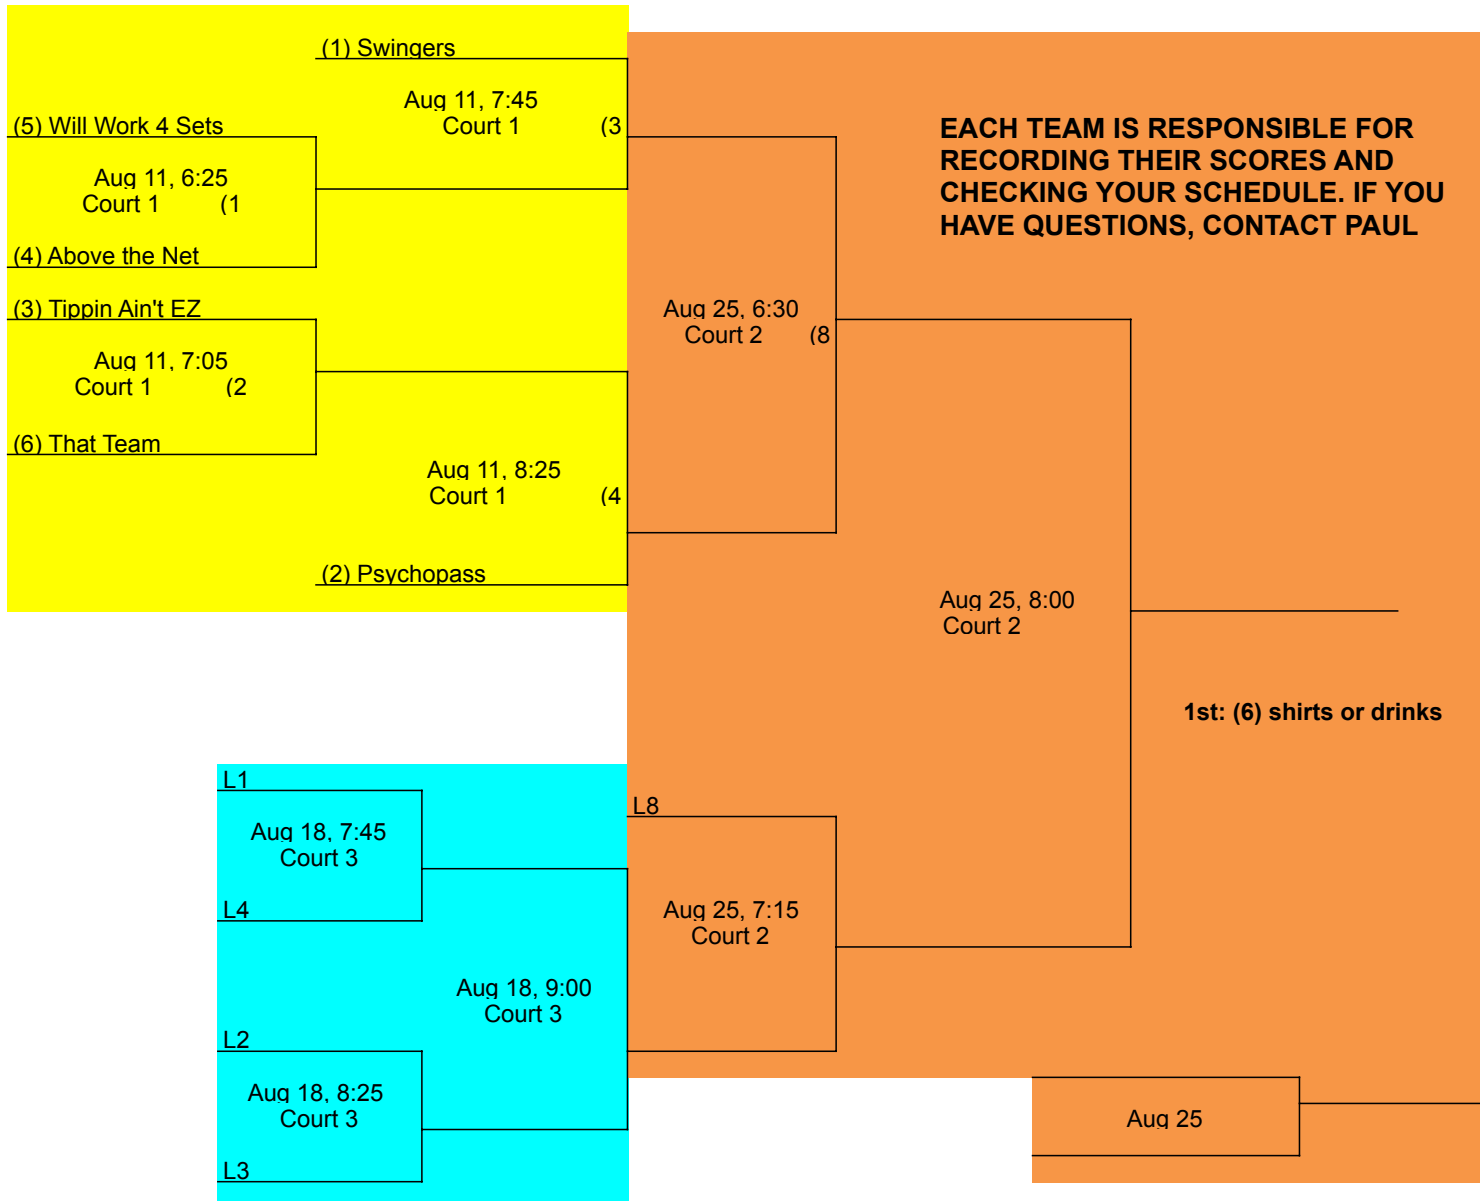 (1) Swingers
Aug 11, 7:45
Court 1 (3
(5) Will Work 4 Sets
Aug 11, 6:25
Court 1 (1
(4) Above the Net
(3) Tippin Ain't EZ
Aug 11, 7:05
Court 1 (2
(6) That Team
Aug 11, 8:25
Court 1 (4
(2) Psychopass
EACH TEAM IS RESPONSIBLE FOR
RECORDING THEIR SCORES AND
CHECKING YOUR SCHEDULE. IF YOU
HAVE QUESTIONS, CONTACT PAUL
Aug 25, 6:30
Court 2 (8
Aug 25, 8:00
Court 2
1st: (6) shirts or drinks
L1
Aug 18, 7:45
Court 3
L4
Aug 18, 9:00
Court 3
L2
Aug 18, 8:25
Court 3
L3
L8
Aug 25, 7:15
Court 2
Aug 25